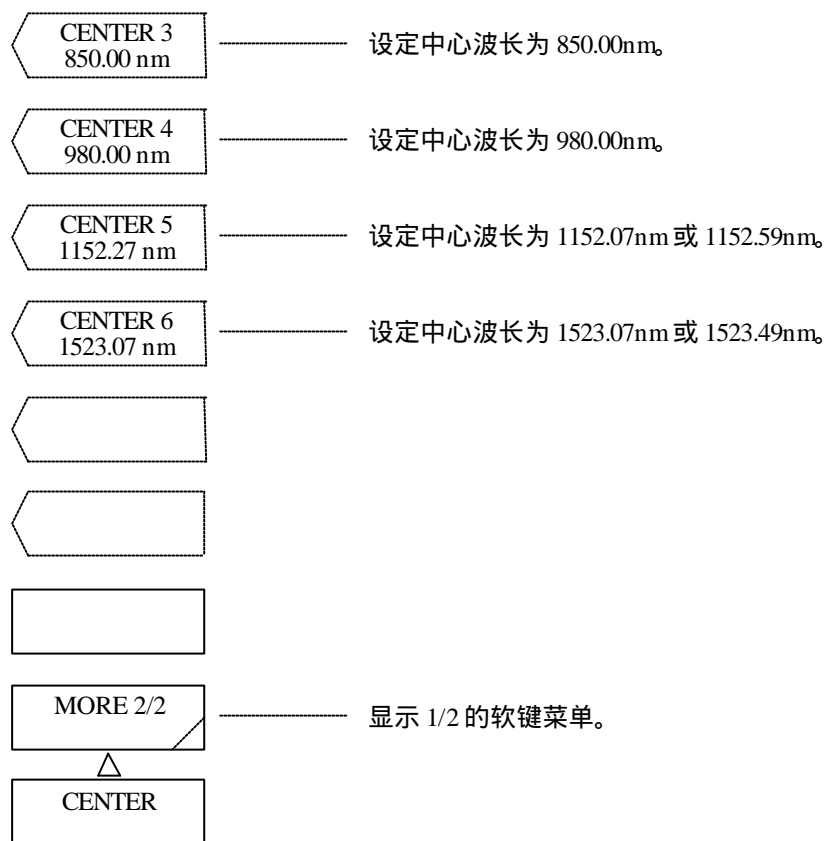 CENTER 3
850.00 nm
设定中心波长为 850.00nm。
CENTER 4
980.00 nm
设定中心波长为 980.00nm。
CENTER 5
1152.27 nm
设定中心波长为 1152.07nm 或 1152.59nm。
CENTER 6
1523.07 nm
设定中心波长为 1523.07nm 或 1523.49nm。
MORE 2/2
显示 1/2 的软键菜单。
CENTER